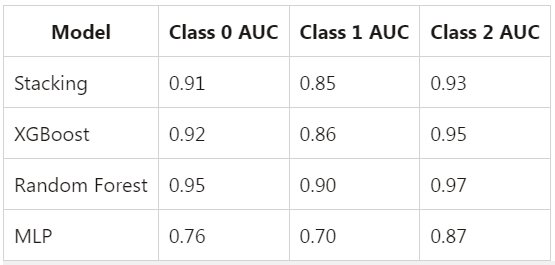 Model Class 0 AUC Class 1 AUC Class 2 AUC
Stacking 0.91 0.85 0.93
XGBoost 0.92 0.86 0.95
Random Forest 0.95 0.90 0.97
MLP 0.76 0.70 0.87